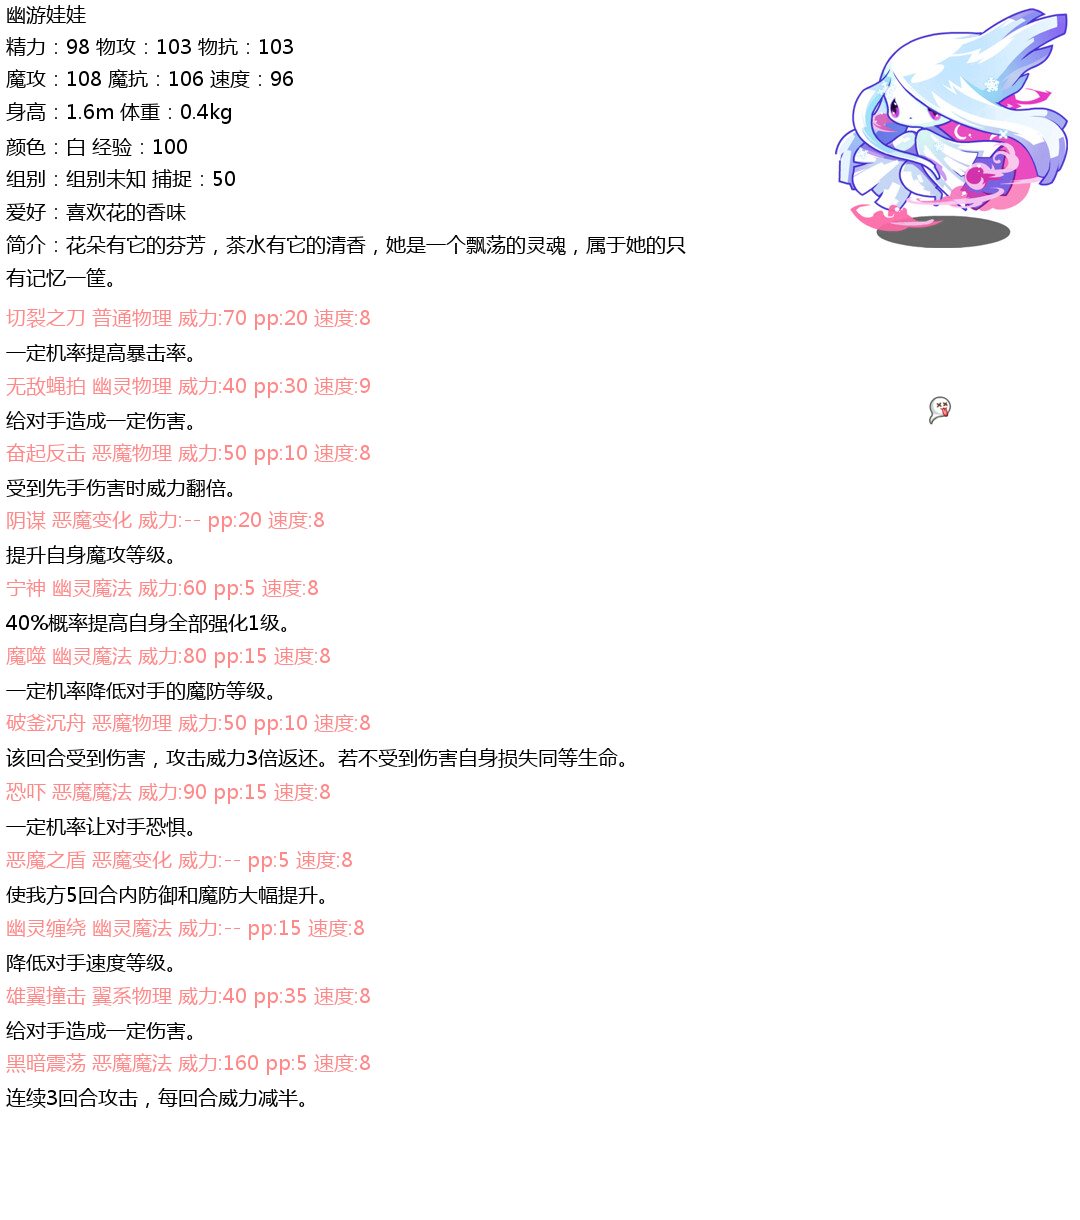 幽游娃娃
精力：98 物攻：103 物抗：103
魔攻：108 魔抗：106 速度：96
身高：1.6m 体重：0.4kg
颜色：白 经验：100
组别：组别未知 捕捉：50
爱好：喜欢花的香味
简介：花朵有它的芬芳，茶水有它的清香，她是一个飘荡的灵魂，属于她的只
有记忆一筐。
切裂之刀 普通物理 威力:70 pp:20 速度:8
一定机率提高暴击率。
无敌蝇拍 幽灵物理 威力:40 pp:30 速度:9
给对手造成一定伤害。
奋起反击 恶魔物理 威力:50 pp:10 速度:8
受到先手伤害时威力翻倍。
阴谋 恶魔变化 威力:-- pp:20 速度:8
提升自身魔攻等级。
宁神 幽灵魔法 威力:60 pp:5 速度:8
40%概率提高自身全部强化1级。
魔噬 幽灵魔法 威力:80 pp:15 速度:8
一定机率降低对手的魔防等级。
破釜沉舟 恶魔物理 威力:50 pp:10 速度:8
该回合受到伤害，攻击威力3倍返还。若不受到伤害自身损失同等生命。
恐吓 恶魔魔法 威力:90 pp:15 速度:8
一定机率让对手恐惧。
恶魔之盾 恶魔变化 威力:-- pp:5 速度:8
使我方5回合内防御和魔防大幅提升。
幽灵缠绕 幽灵魔法 威力:-- pp:15 速度:8
降低对手速度等级。
雄翼撞击 翼系物理 威力:40 pp:35 速度:8
给对手造成一定伤害。
黑暗震荡 恶魔魔法 威力:160 pp:5 速度:8
连续3回合攻击，每回合威力减半。